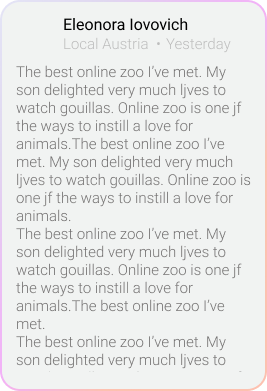 Eleonora Iovovich
Local Austria • Yesterday
The best online zoo I’ve met. My
son delighted very much ljves to
watch gouillas. Online zoo is one jf
the ways to instill a love for
animals.The best online zoo I’ve
met. My son delighted very much
ljves to watch gouillas. Online zoo is
one jf the ways to instill a love for
animals.
The best online zoo I’ve met. My
son delighted very much ljves to
watch gouillas. Online zoo is one jf
the ways to instill a love for
animals.The best online zoo I’ve
met.
The best online zoo I’ve met. My
son delighted very much ljves to